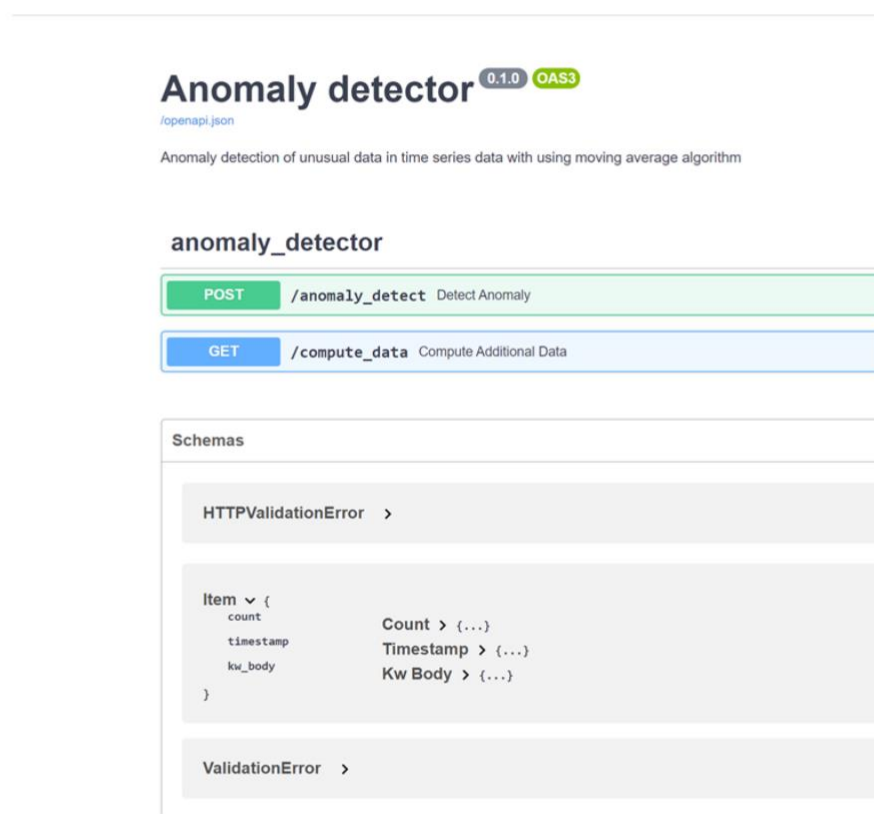 Anomaly detector 0.1.0 OAS3
/openapi.json
Anomaly detection of unusual data in time series data with using moving average algorithm
anomaly_detector
POST /anomaly_detect Detect Anomaly
GET /compute_data Compute Additional Data
Schemas
HTTPValidationError >
Item {
count Count > {...}
timestamp Timestamp > {...}
kw_body Kw Body > {...}
}
ValidationError >